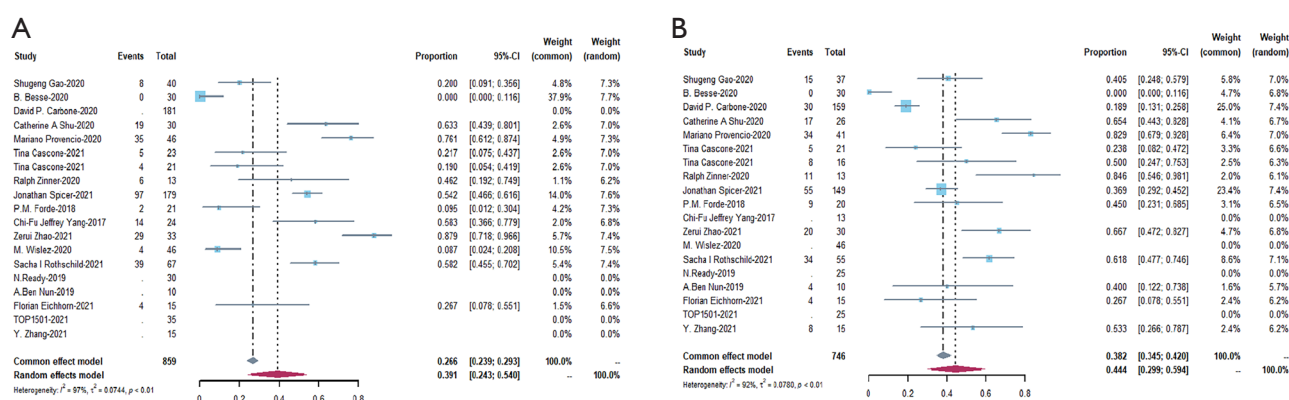 A
Weight Weight
Study Events Total Proportion 95%-CI (common) (random)
Shugeng Gao-2020 8 40 0.200 [0.091; 0.356] 4.8% 7.3%
B. Besse-2020 0 30 0.000 [0.000; 0.116] 37.9% 7.7%
David P. Carbone-2020 . 181 0.0% 0.0%
Catherine A Shu-2020 19 30 0.633 [0.439; 0.801] 2.6% 7.0%
Mariano Provencio-2020 35 46 0.761 [0.612; 0.874] 4.9% 7.3%
Tina Cascone-2021 5 23 0.217 [0.075; 0.437] 2.6% 7.0%
Tina Cascone-2021 4 21 0.190 [0.054; 0.419] 2.6% 7.0%
Ralph Zinner-2020 6 13 0.462 [0.192; 0.749] 1.1% 6.2%
Jonathan Spicer-2021 97 179 0.542 [0.466; 0.616] 14.0% 7.6%
P.M. Forde-2018 2 21 0.095 [0.012; 0.304] 4.2% 7.3%
Chi-Fu Jeffrey Yang-2017 14 24 0.583 [0.366; 0.779] 2.0% 6.8%
Zerui Zhao-2021 29 33 0.879 [0.718; 0.966] 5.7% 7.4%
M. Wislez-2020 4 46 0.087 [0.024; 0.208] 10.5% 7.5%
Sacha I Rothschild-2021 39 67 0.582 [0.455; 0.702] 5.4% 7.4%
N.Ready-2019 . 30 0.0% 0.0%
A.Ben Nun-2019 . 10 0.0% 0.0%
Florian Eichhorn-2021 4 15 0.267 [0.078; 0.551] 1.5% 6.6%
TOP1501-2021 . 35 0.0% 0.0%
Y. Zhang-2021 . 15 0.0% 0.0%
Common effect model 859 0.266 [0.239; 0.293] 100.0% --
Random effects model 0.391 [0.243; 0.540] -- 100.0%
Heterogeneity: I² = 97%, τ² = 0.0744, p < 0.01
0 0.2 0.4 0.6 0.8
B
Weight Weight
Study Events Total Proportion 95%-CI (common) (random)
Shugeng Gao-2020 15 37 0.405 [0.248; 0.579] 5.8% 7.0%
B. Besse-2020 0 30 0.000 [0.000; 0.116] 4.7% 6.8%
David P. Carbone-2020 30 159 0.189 [0.131; 0.258] 25.0% 7.4%
Catherine A Shu-2020 17 26 0.654 [0.443; 0.828] 4.1% 6.7%
Mariano Provencio-2020 34 41 0.829 [0.679; 0.928] 6.4% 7.0%
Tina Cascone-2021 5 21 0.238 [0.082; 0.472] 3.3% 6.6%
Tina Cascone-2021 8 16 0.500 [0.247; 0.753] 2.5% 6.3%
Ralph Zinner-2020 11 13 0.846 [0.546; 0.981] 2.0% 6.1%
Jonathan Spicer-2021 55 149 0.369 [0.292; 0.452] 23.4% 7.4%
P.M. Forde-2018 9 20 0.450 [0.231; 0.685] 3.1% 6.5%
Chi-Fu Jeffrey Yang-2017 . 13 0.0% 0.0%
Zerui Zhao-2021 20 30 0.667 [0.472; 0.827] 4.7% 6.8%
M. Wislez-2020 . 46 0.0% 0.0%
Sacha I Rothschild-2021 34 55 0.618 [0.477; 0.746] 8.6% 7.1%
N.Ready-2019 . 25 0.0% 0.0%
A.Ben Nun-2019 4 10 0.400 [0.122; 0.738] 1.6% 5.7%
Florian Eichhorn-2021 4 15 0.267 [0.078; 0.551] 2.4% 6.2%
TOP1501-2021 . 25 0.0% 0.0%
Y. Zhang-2021 8 15 0.533 [0.266; 0.787] 2.4% 6.2%
Common effect model 746 0.382 [0.345; 0.420] 100.0% --
Random effects model 0.444 [0.299; 0.594] -- 100.0%
Heterogeneity: I² = 92%, τ² = 0.0780, p < 0.01
0 0.2 0.4 0.6 0.8